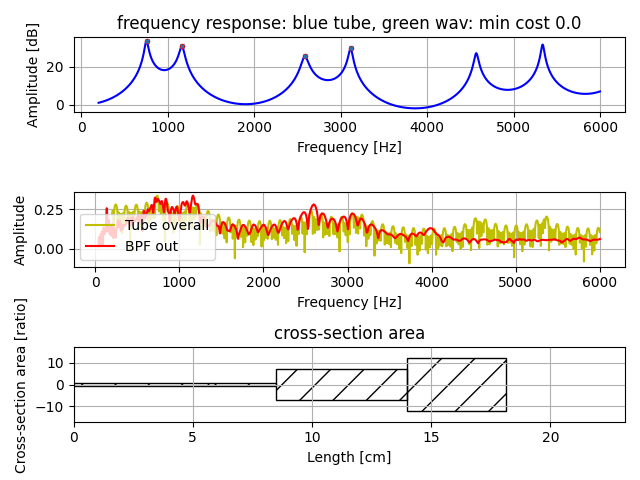 frequency response: blue tube, green wav: min cost 0.0
Amplitude [dB]
20
0
0 1000 2000 3000 4000 5000 6000
Frequency [Hz]
Amplitude
0.25
0.00
Tube overall
BPF out
0 1000 2000 3000 4000 5000 6000
Frequency [Hz]
cross-section area
Cross-section area [ratio]
10
0
−10
0 5 10 15 20
Length [cm]